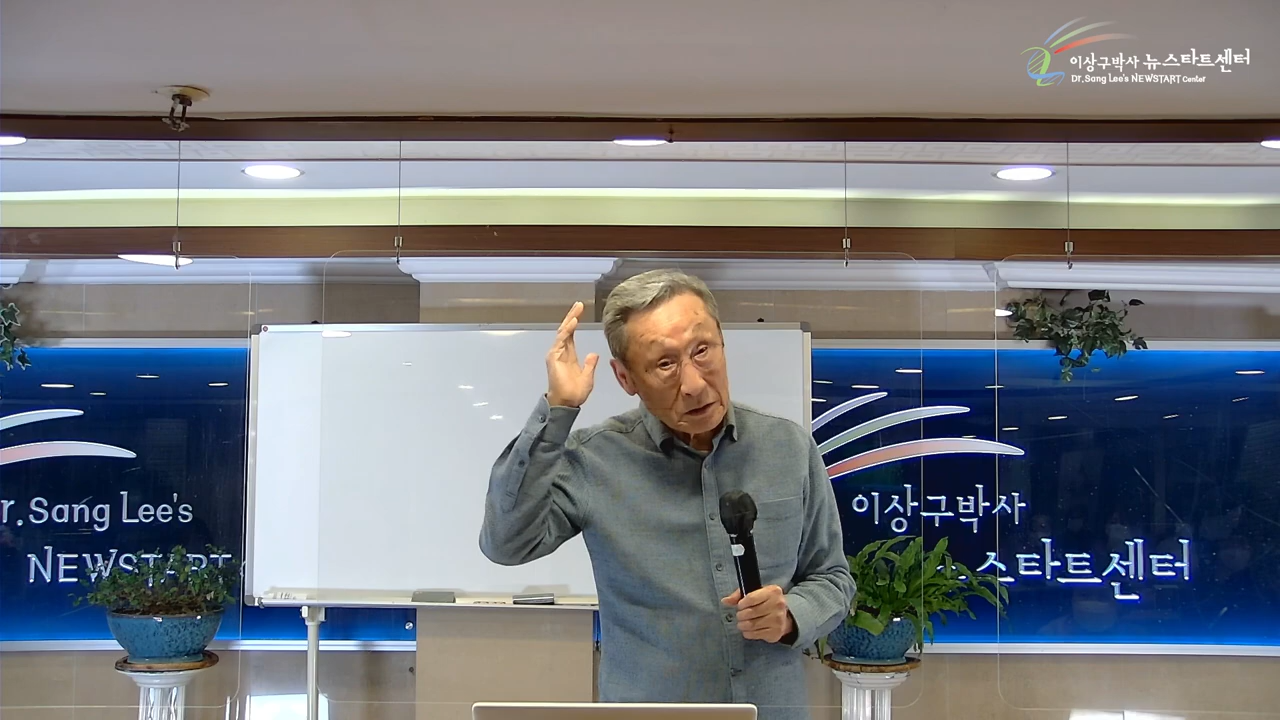 이상구박사 뉴스타트센터
Dr. Sang Lee's NEWSTART Center
r. Sang Lee's
NEWSTART
이상구박사
스타트센터